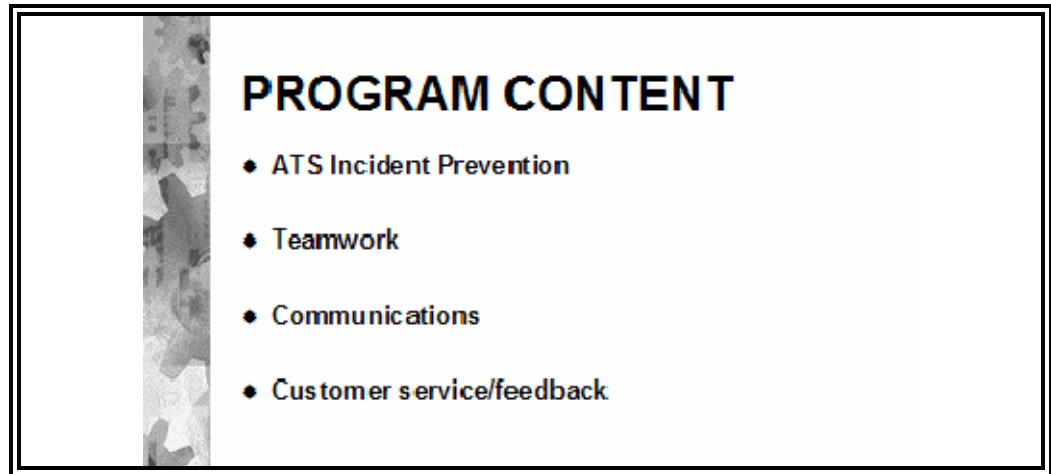 PROGRAM CONTENT
• ATS Incident Prevention
• Teamwork
• Communications
• Customer service/feedback